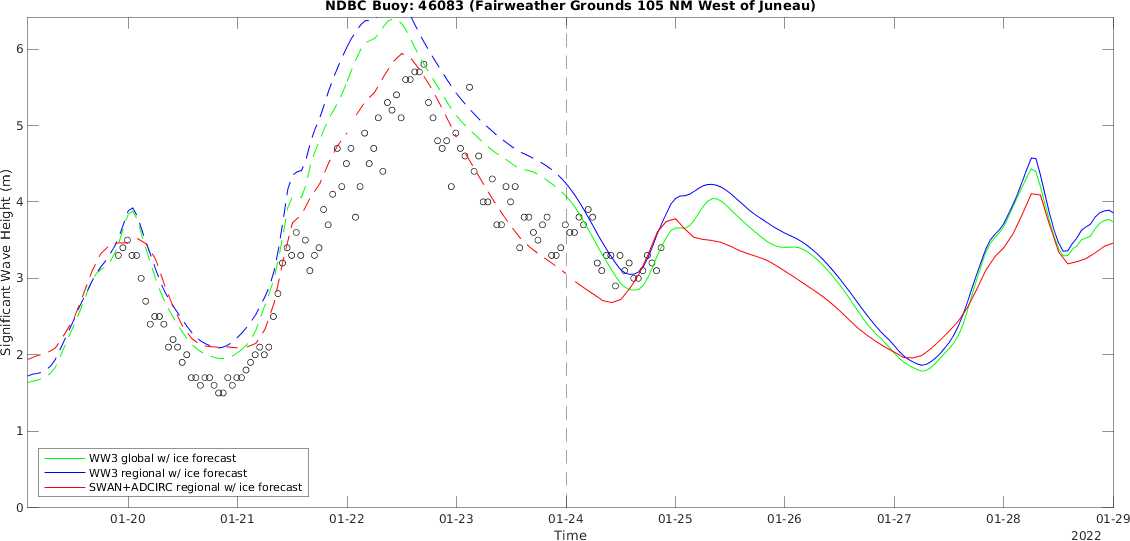 NDBC Buoy: 46083 (Fairweather Grounds 105 NM West of Juneau)
6
5
4
3
2
1
0
Significant Wave Height (m)
WW3 global w/ ice forecast
WW3 regional w/ ice forecast
SWAN+ADCIRC regional w/ ice forecast
01-20 01-21 01-22 01-23 01-24 01-25 01-26 01-27 01-28 01-29
Time
2022